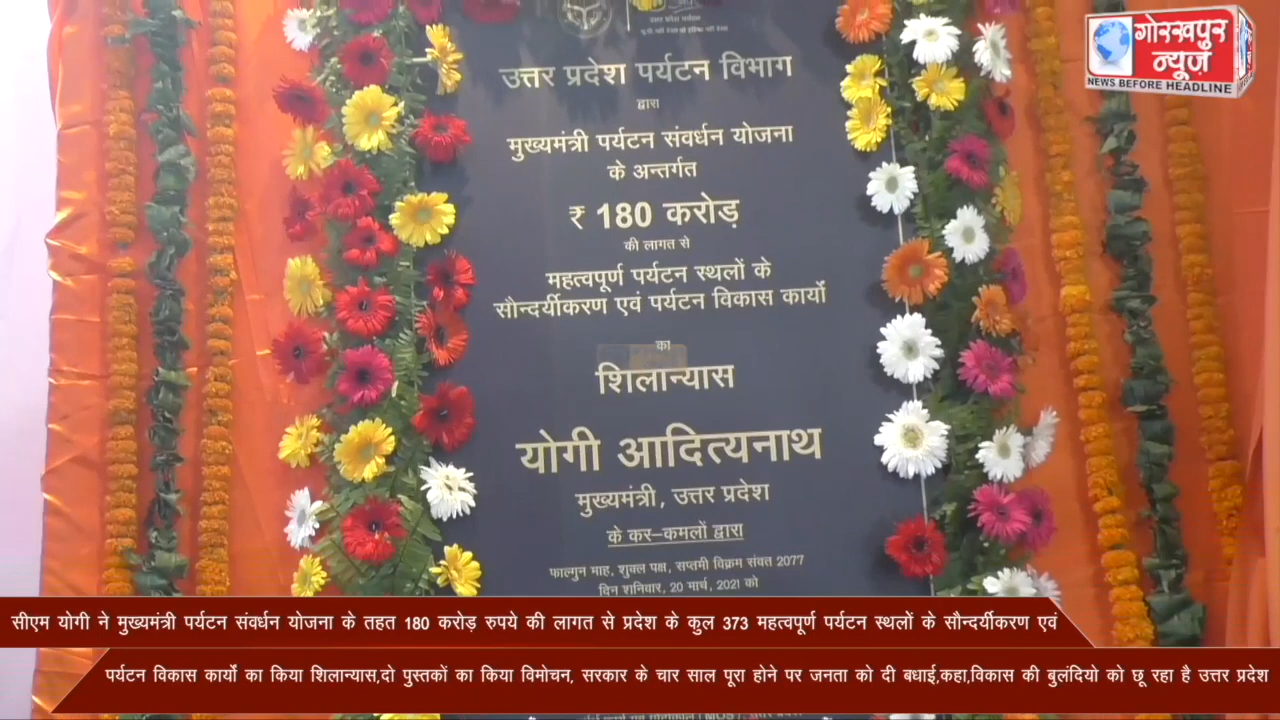 गोरखपुर
न्यूज़
NEWS BEFORE HEADLINE
उत्तर प्रदेश पर्यटन विभाग
द्वारा
मुख्यमंत्री पर्यटन संवर्धन योजना
के अन्तर्गत
₹ 180 करोड़
की लागत से
महत्वपूर्ण पर्यटन स्थलों के
सौन्दर्यीकरण एवं पर्यटन विकास कार्यो
का
शिलान्यास
योगी आदित्यनाथ
मुख्यमंत्री, उत्तर प्रदेश
के कर–कमलों द्वारा
फाल्गुन माह, शुक्ल पक्ष, सप्तमी विक्रम संवत 2077
दिन शनिवार, 20 मार्च, 2021 को
सीएम योगी ने मुख्यमंत्री पर्यटन संवर्धन योजना के तहत 180 करोड़ रुपये की लागत से प्रदेश के कुल 373 महत्वपूर्ण पर्यटन स्थलों के सौन्दर्यीकरण एवं
पर्यटन विकास कार्यों का किया शिलान्यास,दो पुस्तकों का किया विमोचन, सरकार के चार साल पूरा होने पर जनता को दी बधाई,कहा,विकास की बुलंदियो को छू रहा है उत्तर प्रदेश